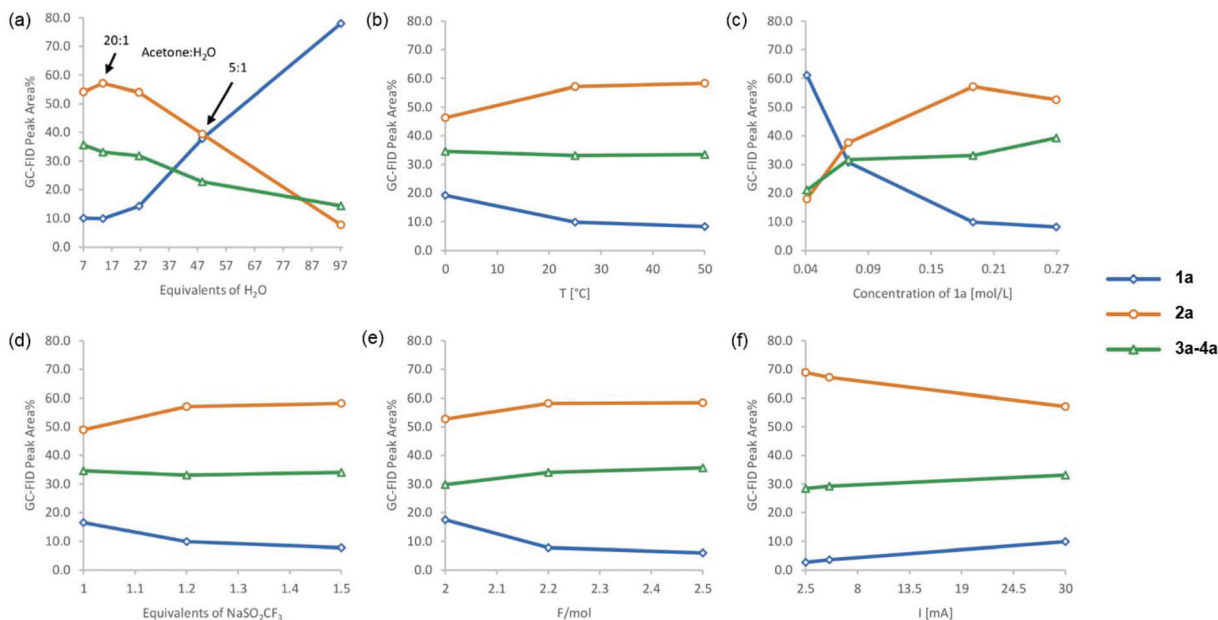 (a)
80.0
70.0
60.0
50.0
40.0
30.0
20.0
10.0
0.0
GC-FID Peak Area%
20:1
Acetone:H₂O
5:1
7 17 27 37 47 57 67 77 87 97
Equivalents of H₂O
(b)
80.0
70.0
60.0
50.0
40.0
30.0
20.0
10.0
0.0
GC-FID Peak Area%
0 10 20 30 40 50
T [°C]
(c)
80.0
70.0
60.0
50.0
40.0
30.0
20.0
10.0
0.0
GC-FID Peak Area%
0.04 0.09 0.15 0.21 0.27
Concentration of 1a [mol/L]
1a
2a
3a-4a
(d)
80.0
70.0
60.0
50.0
40.0
30.0
20.0
10.0
0.0
GC-FID Peak Area%
1 1.1 1.2 1.3 1.4 1.5
Equivalents of NaSO₂CF₃
(e)
80.0
70.0
60.0
50.0
40.0
30.0
20.0
10.0
0.0
GC-FID Peak Area%
2 2.1 2.2 2.3 2.4 2.5
F/mol
(f)
80.0
70.0
60.0
50.0
40.0
30.0
20.0
10.0
0.0
GC-FID Peak Area%
2.5 8 13.5 19 24.5 30
I [mA]